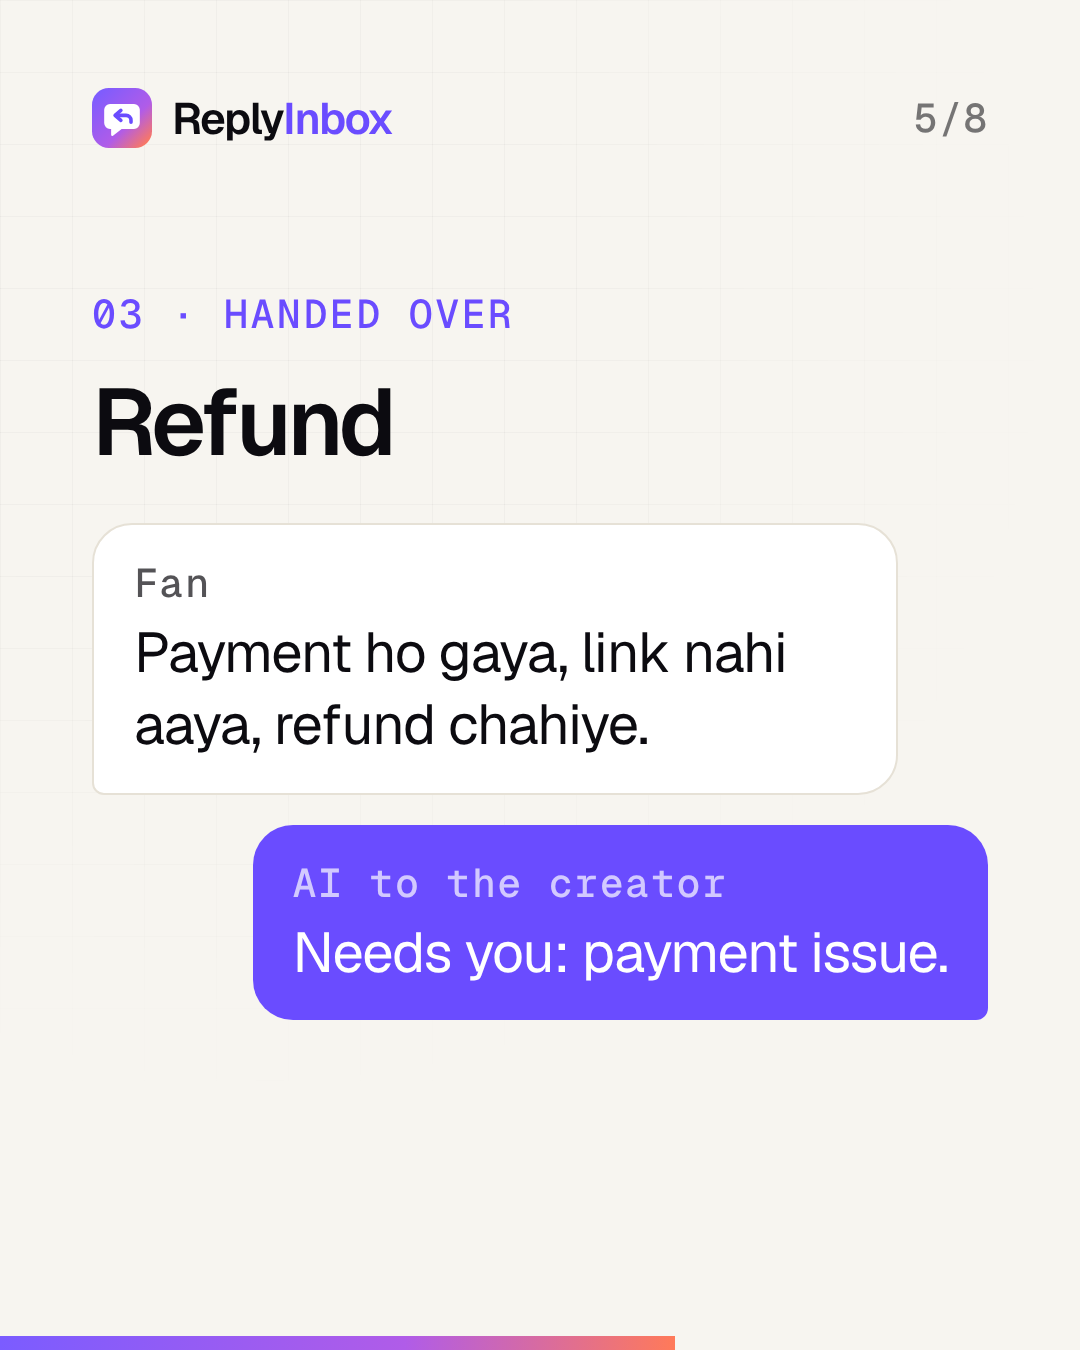 ReplyInbox
5/8
03 · HANDED OVER
Refund
Fan
Payment ho gaya, link nahi
aaya, refund chahiye.
AI to the creator
Needs you: payment issue.